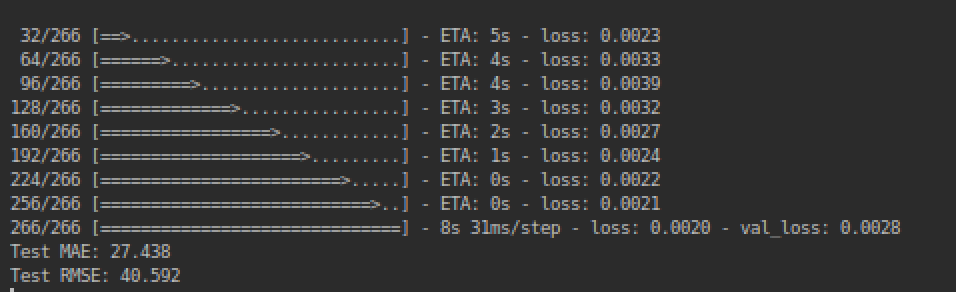 32/266 [==>...........................] - ETA: 5s - loss: 0.0023
 64/266 [======>.......................] - ETA: 4s - loss: 0.0033
 96/266 [=========>....................] - ETA: 4s - loss: 0.0039
128/266 [=============>................] - ETA: 3s - loss: 0.0032
160/266 [=================>............] - ETA: 2s - loss: 0.0027
192/266 [====================>.........] - ETA: 1s - loss: 0.0024
224/266 [========================>.....] - ETA: 0s - loss: 0.0022
256/266 [===========================>..] - ETA: 0s - loss: 0.0021
266/266 [==============================] - 8s 31ms/step - loss: 0.0020 - val_loss: 0.0028
Test MAE: 27.438
Test RMSE: 40.592